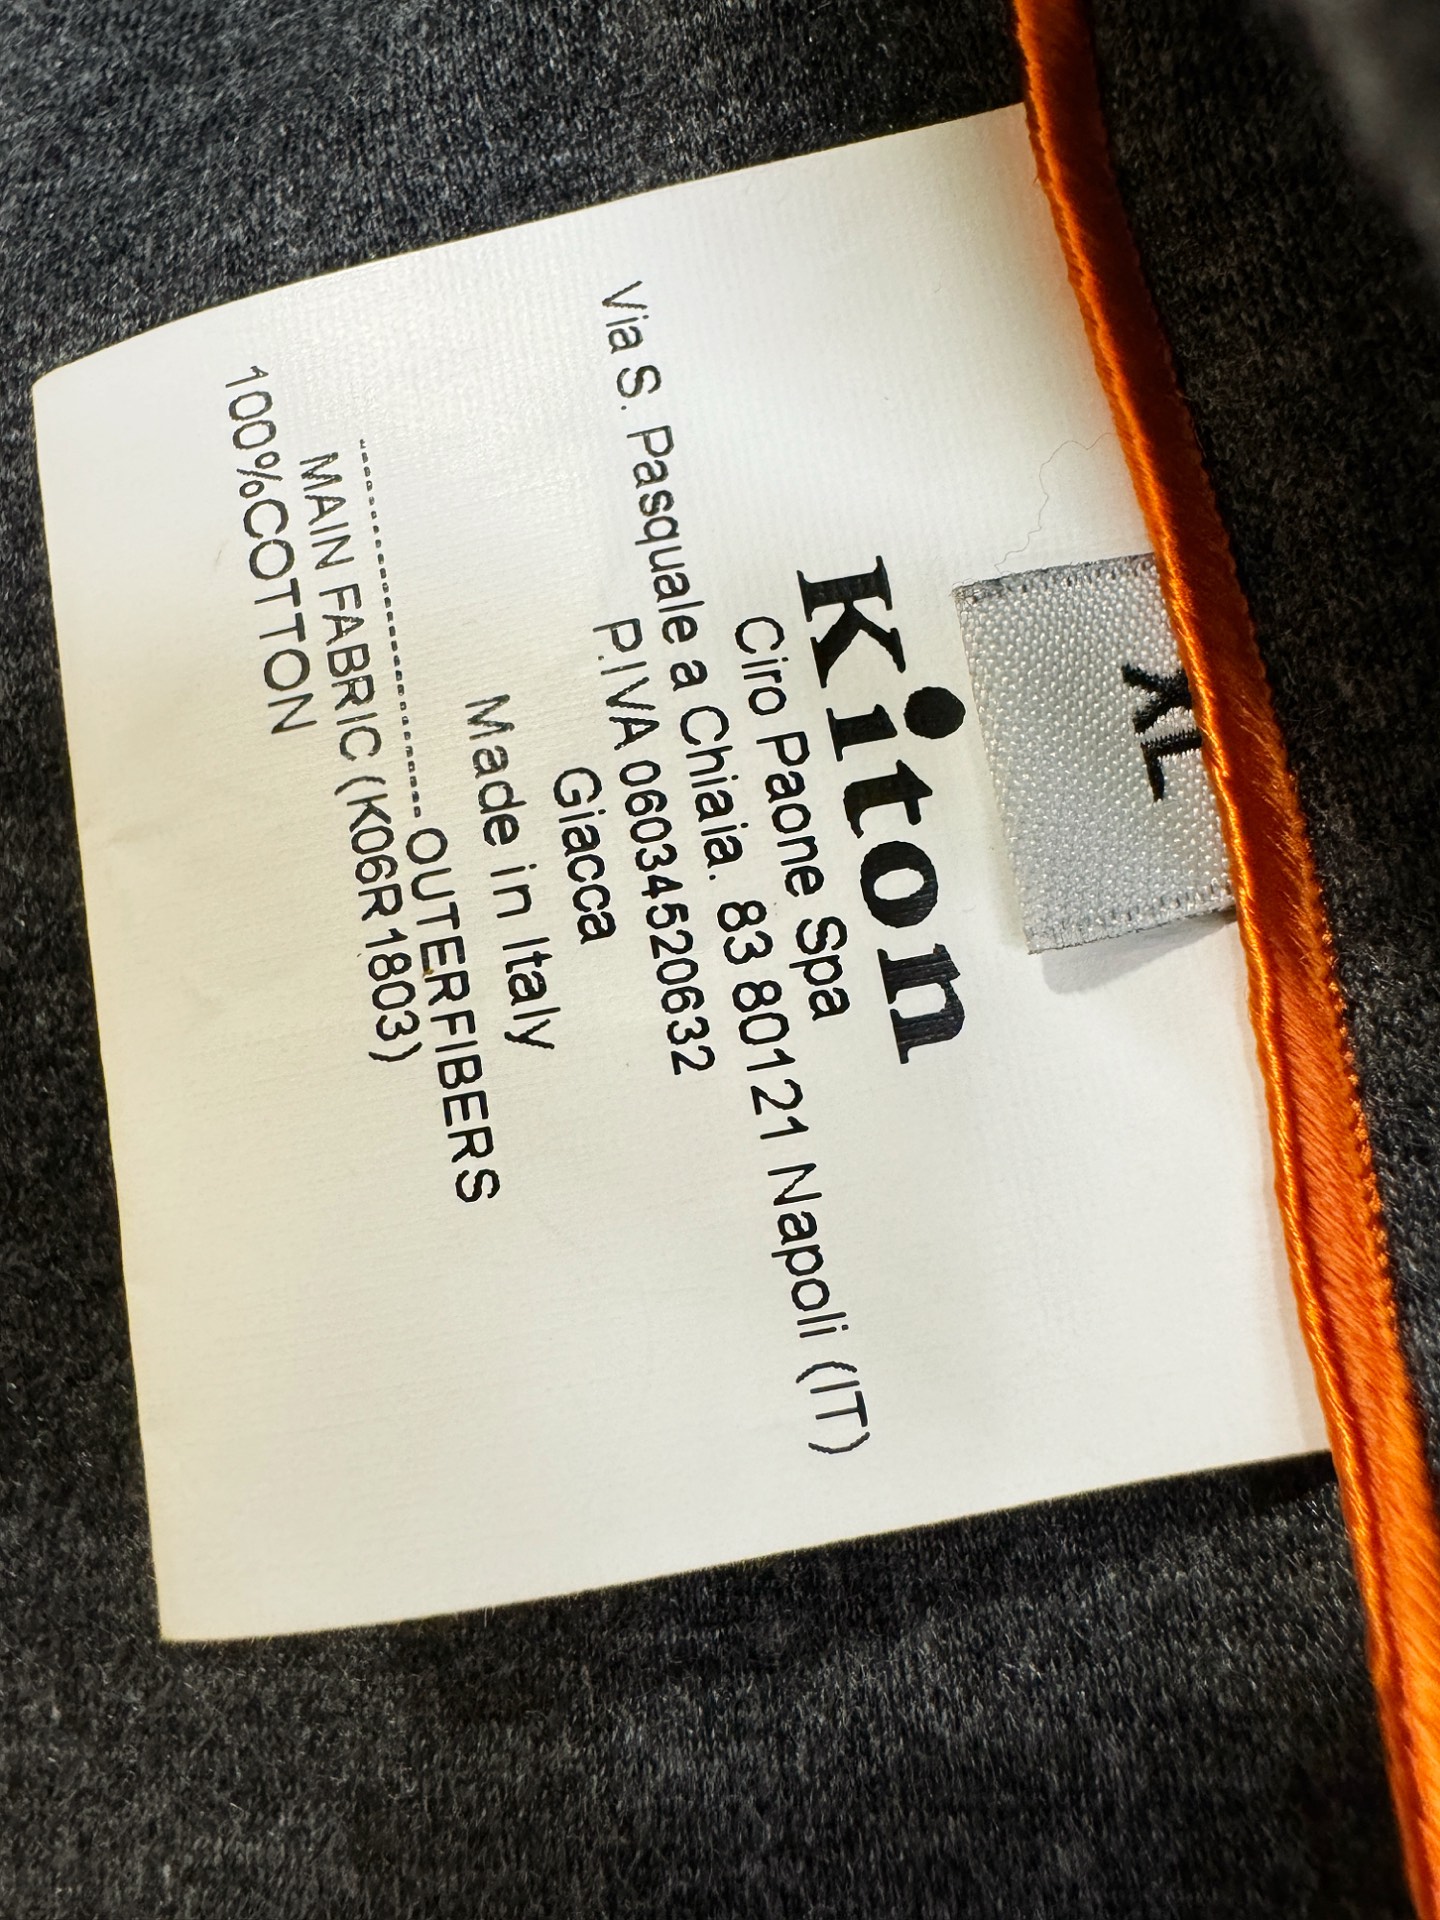 XL
Kiton
Ciro Paone Spa
Via S. Pasquale a Chiaia. 83 80121 Napoli (IT)
P.IVA 06034520632
Giacca
Made in Italy
........................OUTERFIBERS
MAIN FABRIC (K06R1803)
100%COTTON